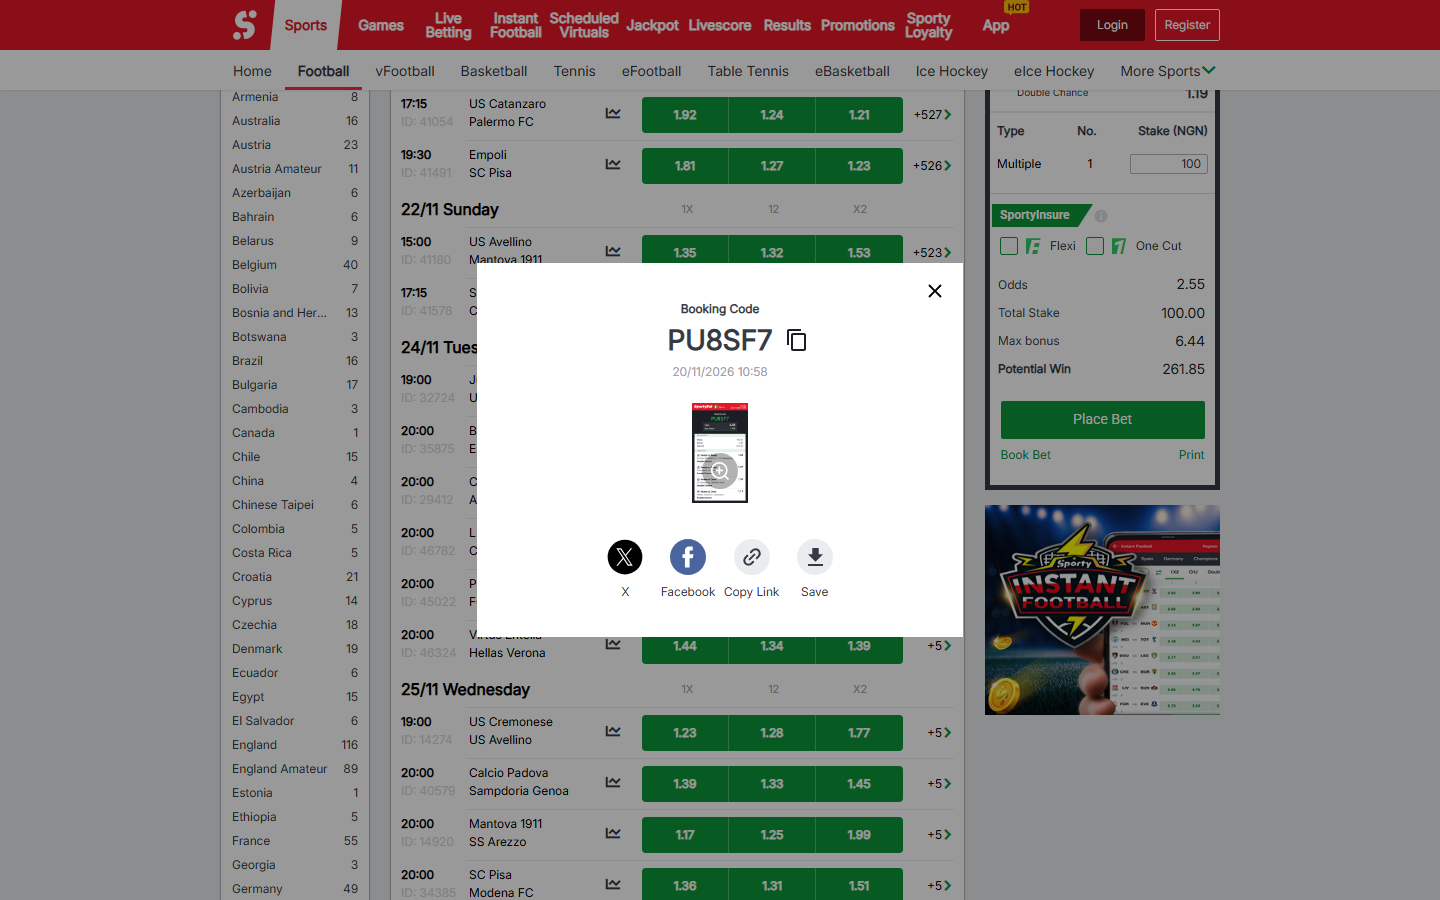 Sports
Games
Live Betting
Instant Football
Scheduled Virtuals
Jackpot
Livescore
Results
Promotions
Sporty Loyalty
App
HOT
Login
Register
Home
Football
vFootball
Basketball
Tennis
eFootball
Table Tennis
eBasketball
Ice Hockey
eIce Hockey
More Sports
Armenia 8
Australia 16
Austria 23
Austria Amateur 11
Azerbaijan 6
Bahrain 6
Belarus 9
Belgium 40
Bolivia 7
Bosnia and Her... 13
Botswana 3
Brazil 16
Bulgaria 17
Cambodia 3
Canada 1
Chile 15
China 4
Chinese Taipei 6
Colombia 5
Costa Rica 5
Croatia 21
Cyprus 14
Czechia 18
Denmark 19
Ecuador 6
Egypt 15
El Salvador 6
England 116
England Amateur 89
Estonia 1
Ethiopia 5
France 55
Georgia 3
Germany 49
17:15 US Catanzaro
ID: 41054 Palermo FC
1.92 1.24 1.21 +527
19:30 Empoli
ID: 41491 SC Pisa
1.81 1.27 1.23 +526
22/11 Sunday 1X 12 X2
15:00 US Avellino
ID: 41180 Mantova 1911
1.35 1.32 1.53 +523
17:15
ID: 41578
24/11 Tues
19:00
ID: 32724
20:00
ID: 35875
20:00
ID: 29412
20:00
ID: 46782
20:00
ID: 45022
20:00 Virtus Entella
ID: 46324 Hellas Verona
1.44 1.34 1.39 +5
25/11 Wednesday 1X 12 X2
19:00 US Cremonese
ID: 14274 US Avellino
1.23 1.28 1.77 +5
20:00 Calcio Padova
ID: 40579 Sampdoria Genoa
1.39 1.33 1.45 +5
20:00 Mantova 1911
ID: 14920 SS Arezzo
1.17 1.25 1.99 +5
20:00 SC Pisa
ID: 34385 Modena FC
1.36 1.31 1.51 +5
Booking Code
PU8SF7
20/11/2026 10:58
X
Facebook
Copy Link
Save
Double Chance 1.19
Type No. Stake (NGN)
Multiple 1 100
SportyInsure
Flexi
One Cut
Odds 2.55
Total Stake 100.00
Max bonus 6.44
Potential Win 261.85
Place Bet
Book Bet
Print
Sporty
INSTANT
FOOTBALL